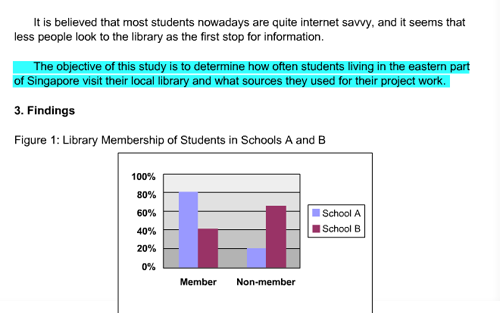 It is believed that most students nowadays are quite internet savvy, and it seems that
less people look to the library as the first stop for information.
The objective of this study is to determine how often students living in the eastern part
of Singapore visit their local library and what sources they used for their project work.
3. Findings
Figure 1: Library Membership of Students in Schools A and B
100%
80%
60%
40%
20%
0%
Member Non-member
School A
School B